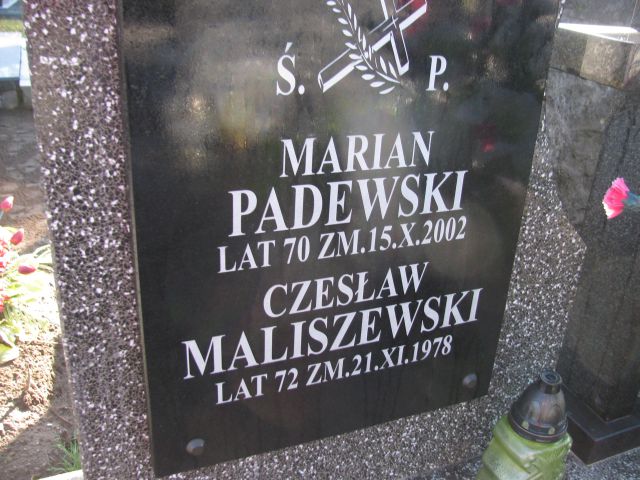 Ś. P.
MARIAN
PADEWSKI
LAT 70 ZM.15.X.2002
CZESŁAW
MALISZEWSKI
LAT 72 ZM.21.XI.1978